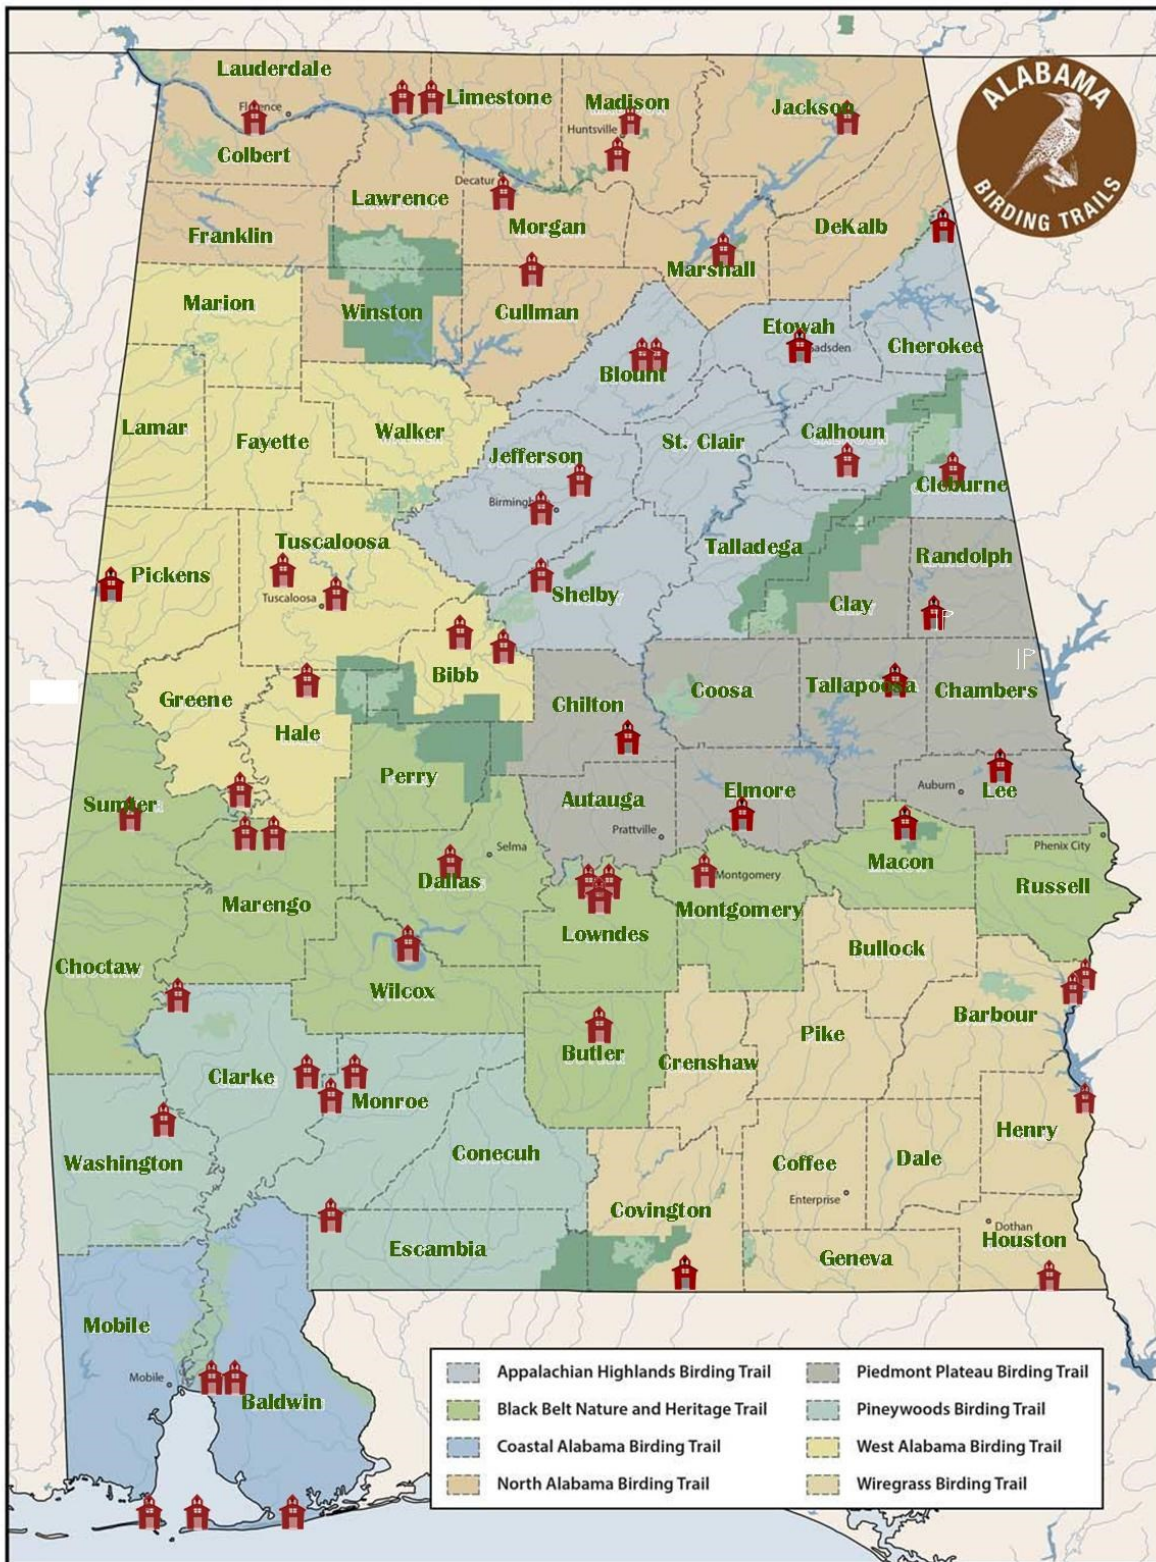 Lauderdale
Limestone
Madison
Jackson
Florence
Huntsville
Colbert
Decatur
Lawrence
Morgan
DeKalb
Franklin
Marshall
Marion
Winston
Cullman
Etowah
Gadsden
Cherokee
Blount
Lamar
Fayette
Walker
Jefferson
St. Clair
Calhoun
Birmingh
Cleburne
Tuscaloosa
Talladega
Randolph
Pickens
Tuscaloosa
Shelby
Clay
Bibb
Greene
Hale
Chilton
Coosa
Tallapoosa
Chambers
Perry
Sumter
Autauga
Elmore
Auburn
Lee
Prattville
Selma
Phenix City
Macon
Dallas
Montgomery
Russell
Marengo
Montgomery
Lowndes
Bullock
Choctaw
Wilcox
Barbour
Pike
Butler
Crenshaw
Clarke
Monroe
Henry
Washington
Conecuh
Coffee
Dale
Enterprise
Covington
Dothan
Houston
Escambia
Geneva
Mobile
Mobile
Baldwin
ALABAMA
BIRDING TRAILS
Appalachian Highlands Birding Trail
Black Belt Nature and Heritage Trail
Coastal Alabama Birding Trail
North Alabama Birding Trail
Piedmont Plateau Birding Trail
Pineywoods Birding Trail
West Alabama Birding Trail
Wiregrass Birding Trail